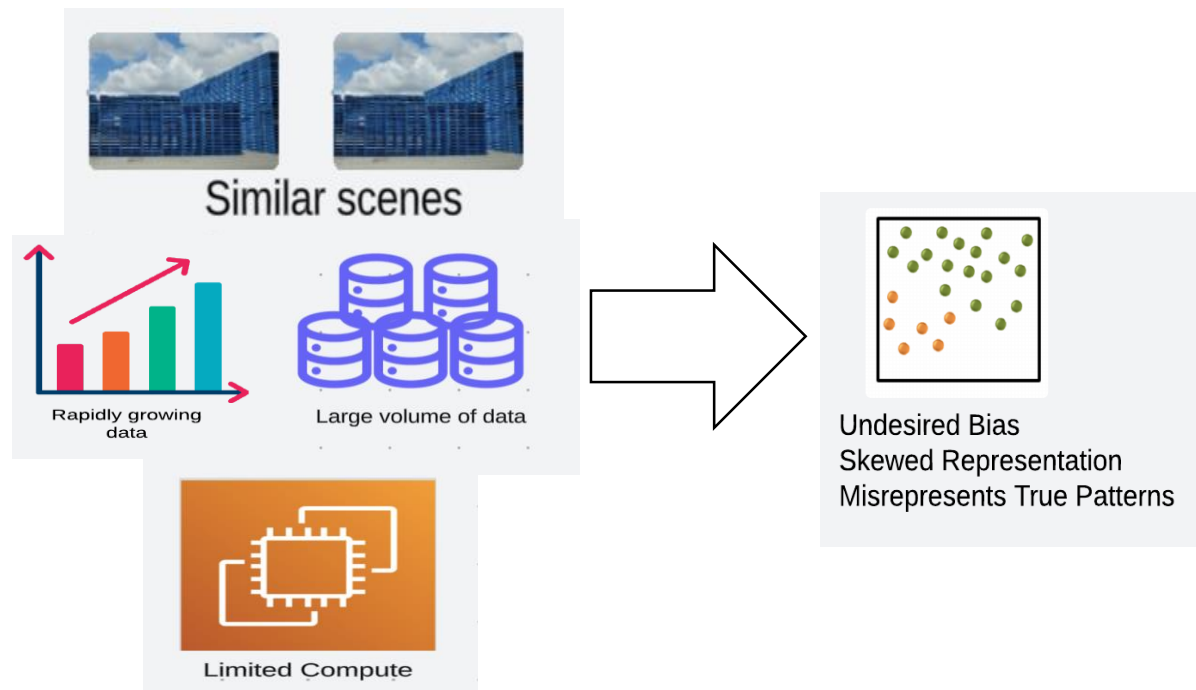 Similar scenes
Rapidly growing
data
Large volume of data
Limited Compute
Undesired Bias
Skewed Representation
Misrepresents True Patterns